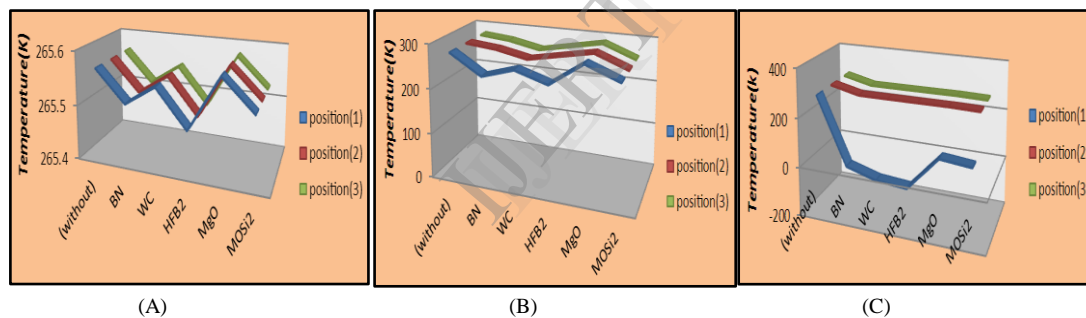 Temperature(K)
265.6
265.5
265.4
(without)
BN
WC
HFB2
MgO
MOSi2
position(1)
position(2)
position(3)
(A)
Temperature(K)
300
200
100
0
(without)
BN
WC
HFB2
MgO
MOSi2
position(1)
position(2)
position(3)
(B)
Temperature(k)
400
200
0
-200
(without)
BN
WC
HFB2
MgO
MOSi2
position(1
position(2
position(3
(C)
IJERT